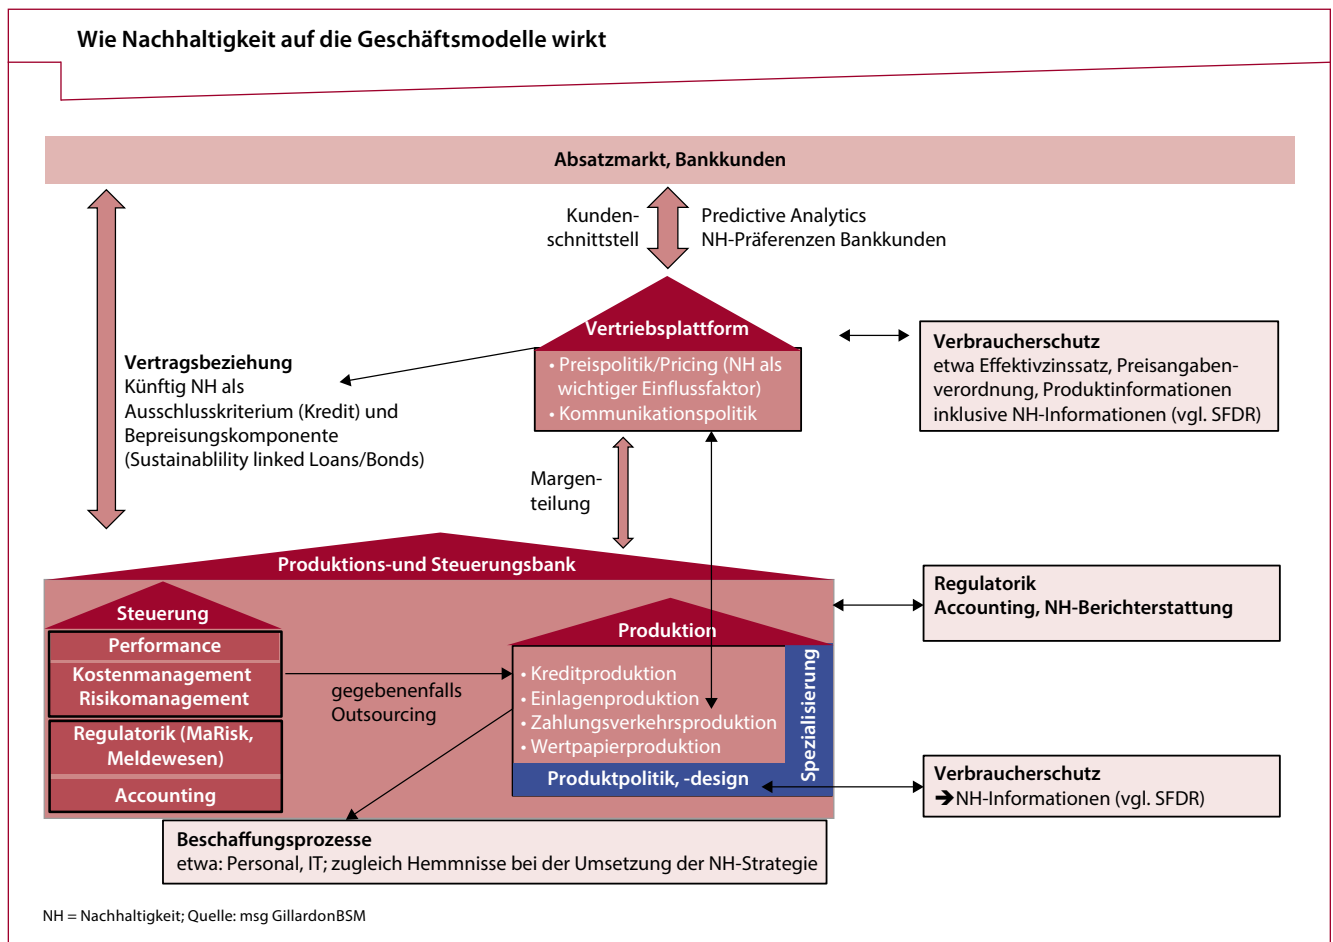 Wie Nachhaltigkeit auf die Geschäftsmodelle wirkt
Absatzmarkt, Bankkunden
Kunden-
schnittstell
Predictive Analytics
NH-Präferenzen Bankkunden
Vertriebsplattform
• Preispolitik/Pricing (NH als
wichtiger Einflussfaktor)
• Kommunikationspolitik
Verbraucherschutz
etwa Effektivzinssatz, Preisangaben-
verordnung, Produktinformationen
inklusive NH-Informationen (vgl. SFDR)
Vertragsbeziehung
Künftig NH als
Ausschlusskriterium (Kredit) und
Bepreisungskomponente
(Sustainablility linked Loans/Bonds)
Margen-
teilung
Produktions-und Steuerungsbank
Steuerung
Performance
Kostenmanagement
Risikomanagement
Regulatorik (MaRisk,
Meldewesen)
Accounting
gegebenenfalls
Outsourcing
Produktion
• Kreditproduktion
• Einlagenproduktion
• Zahlungsverkehrsproduktion
• Wertpapierproduktion
Spezialisierung
Produktpolitik, -design
Regulatorik
Accounting, NH-Berichterstattung
Verbraucherschutz
➔NH-Informationen (vgl. SFDR)
Beschaffungsprozesse
etwa: Personal, IT; zugleich Hemmnisse bei der Umsetzung der NH-Strategie
NH = Nachhaltigkeit; Quelle: msg GillardonBSM